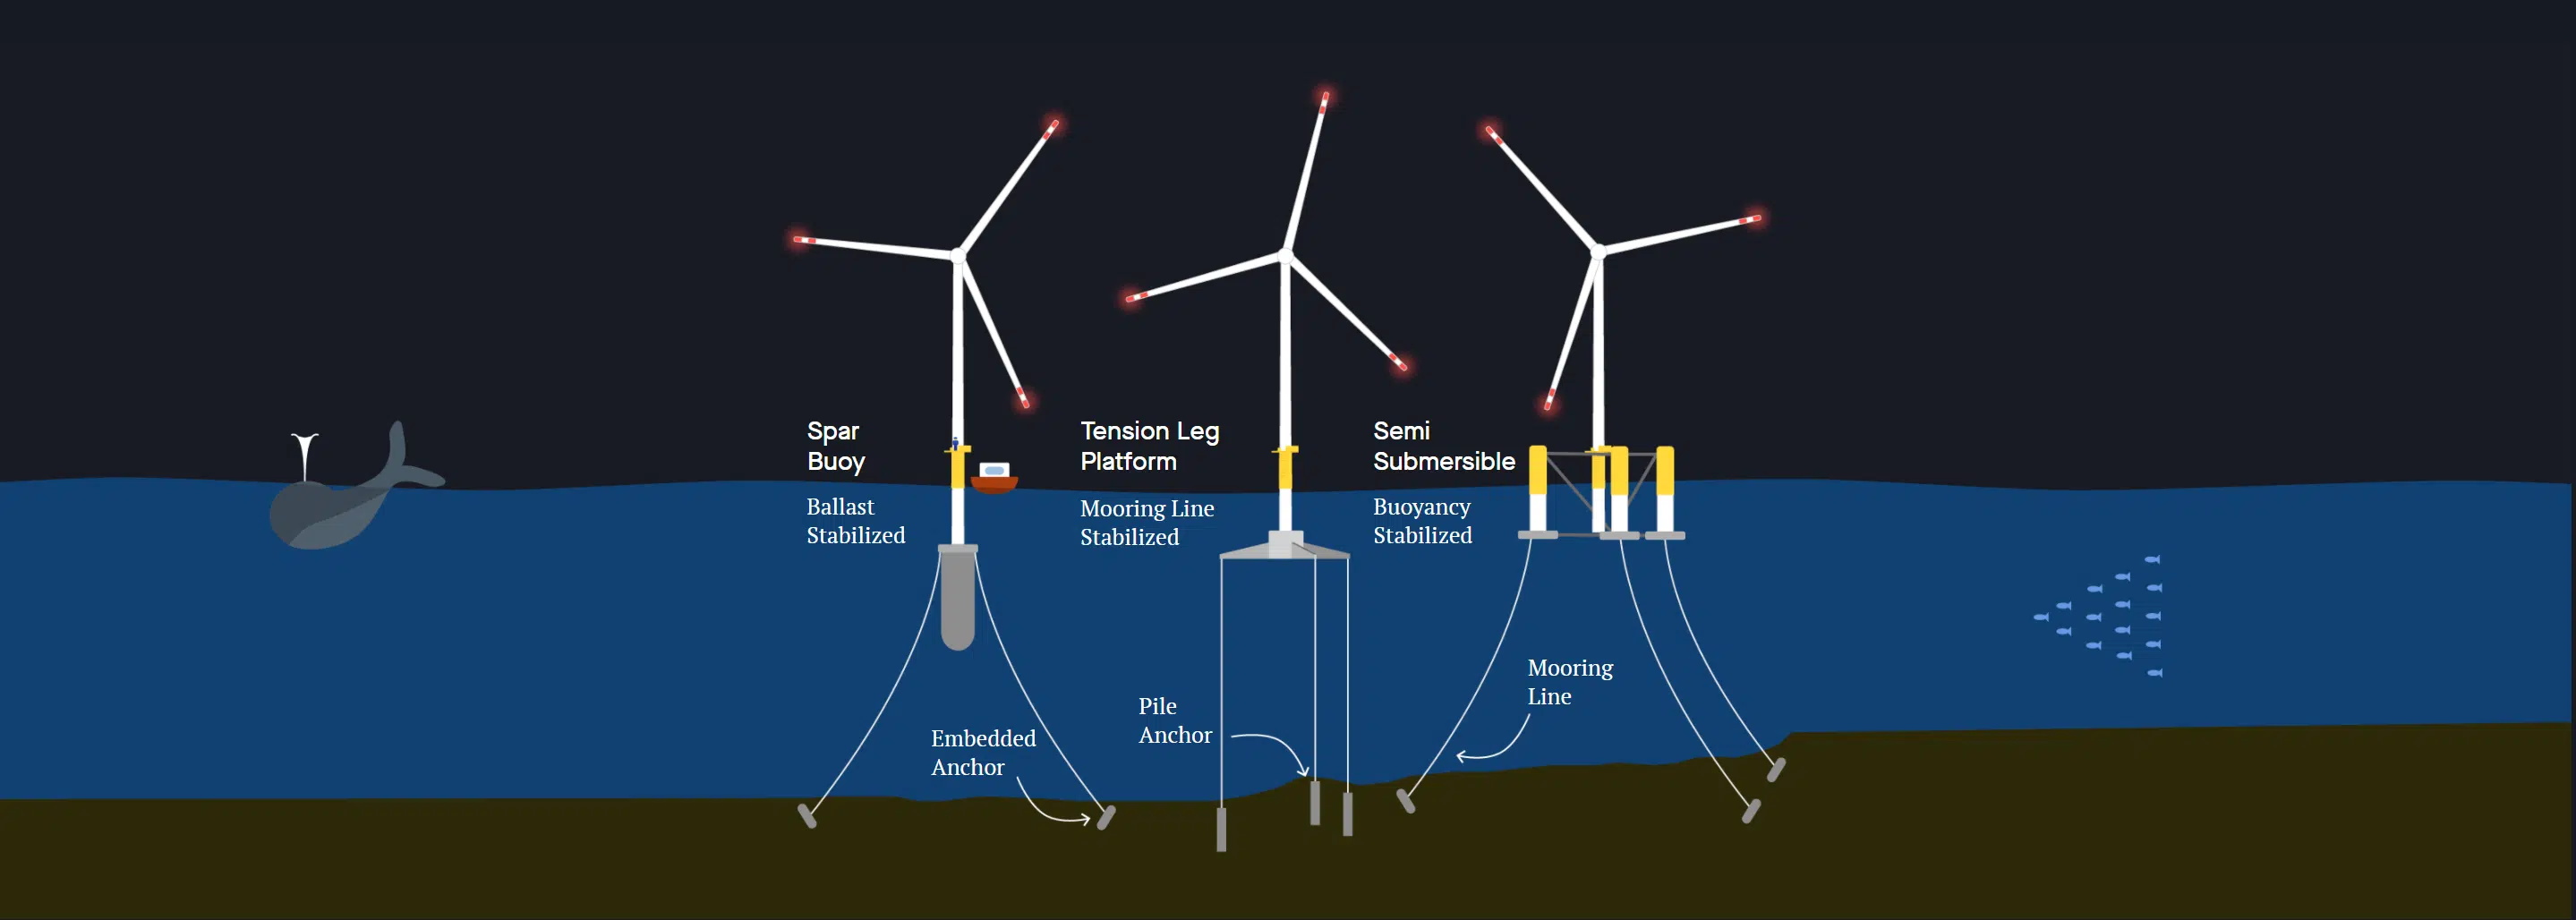 Spar
Buoy
Ballast
Stabilized
Tension Leg
Platform
Mooring Line
Stabilized
Semi
Submersible
Buoyancy
Stabilized
Embedded
Anchor
Pile
Anchor
Mooring
Line